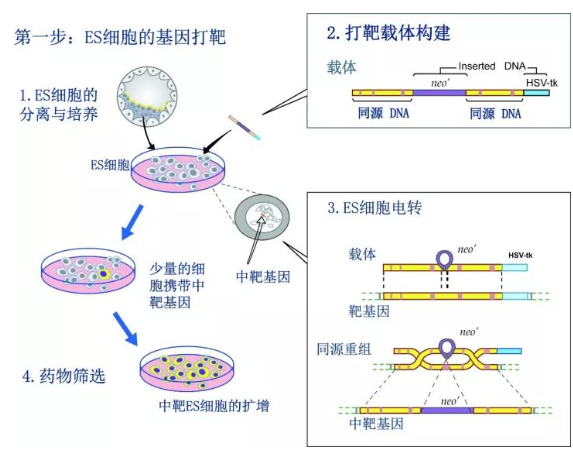 第一步：ES细胞的基因打靶
1.ES细胞的
分离与培养
ES细胞
中靶基因
少量的细
胞携带中
靶基因
4.药物筛选
中靶ES细胞的扩增
2.打靶载体构建
载体
Inserted DNA
neo^r
HSV-tk
同源 DNA
同源 DNA
3.ES细胞电转
载体
neo^r
HSV-tk
靶基因
同源重组
neo^r
neo^r
中靶基因